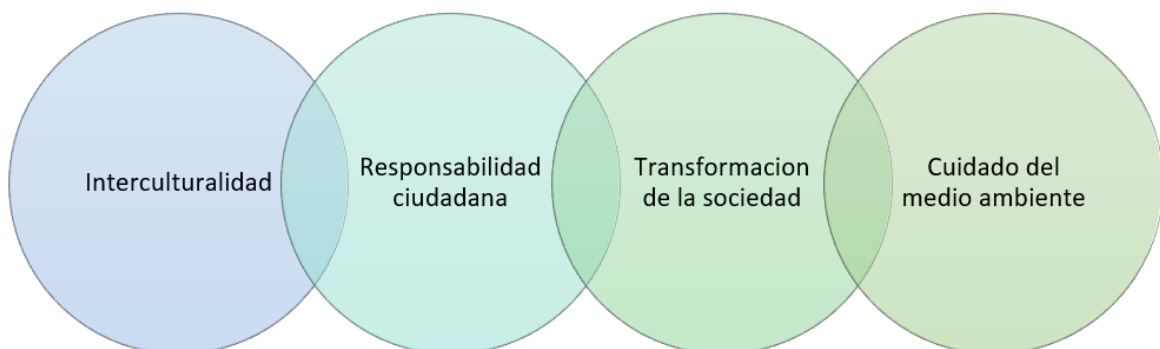 Interculturalidad
Responsabilidad
ciudadana
Transformacion
de la sociedad
Cuidado del
medio ambiente